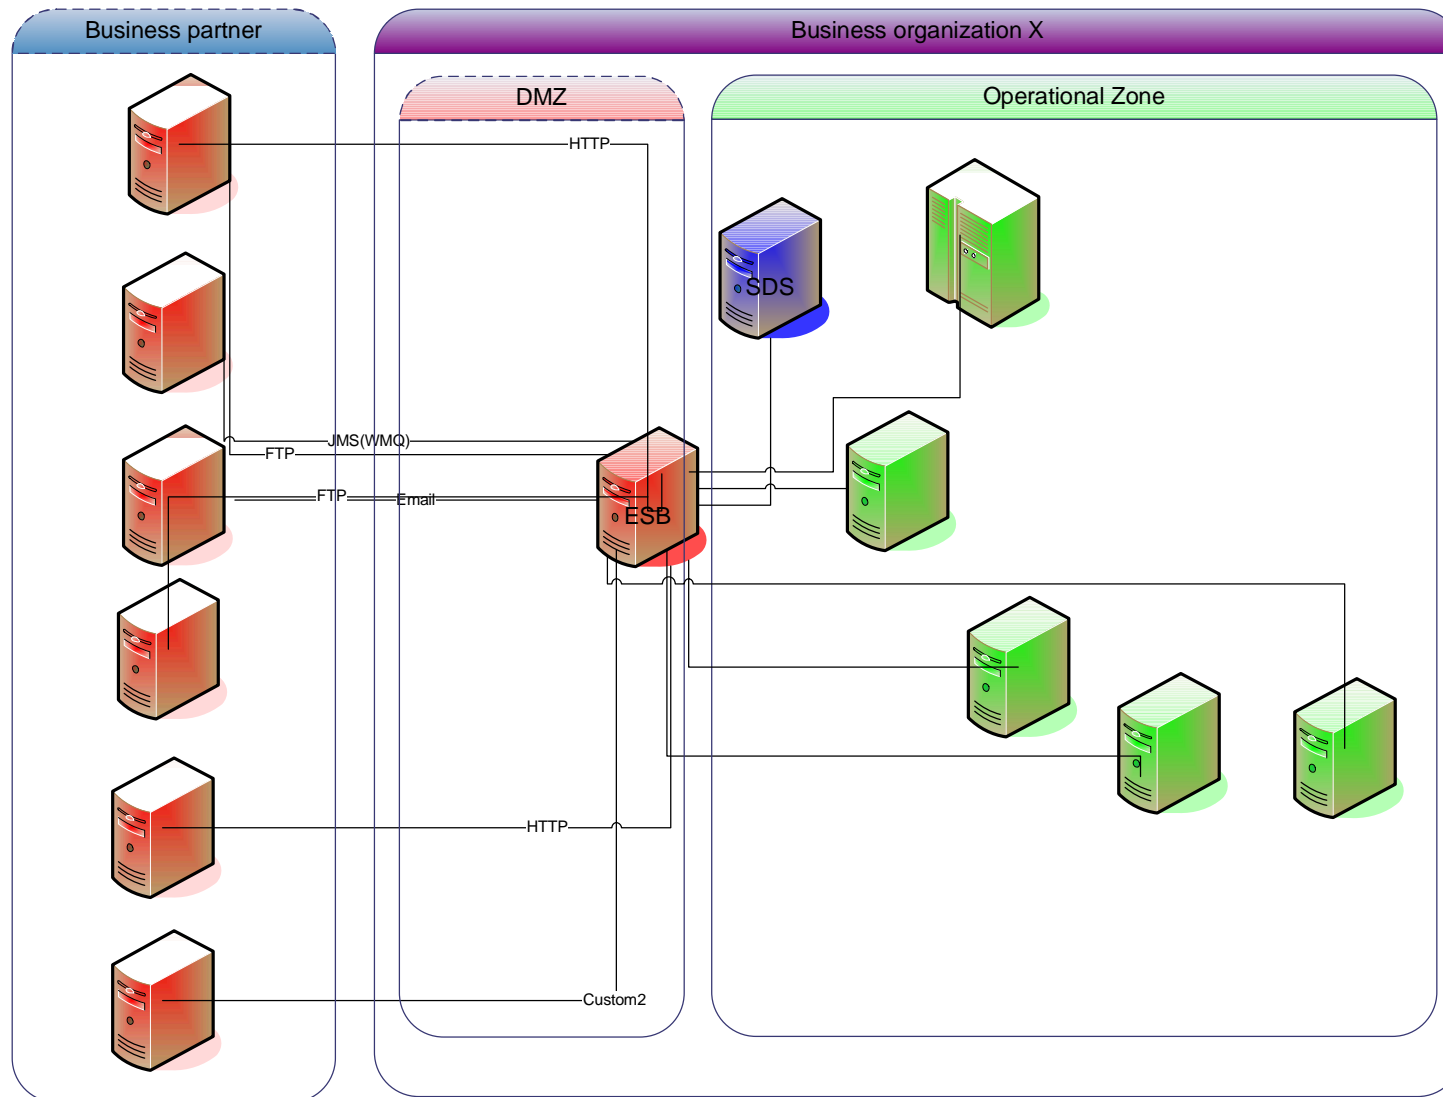 Business partner
Business organization X
DMZ
Operational Zone
HTTP
SDS
JMS(WMQ)
FTP
FTP
Email
ESB
HTTP
Custom2